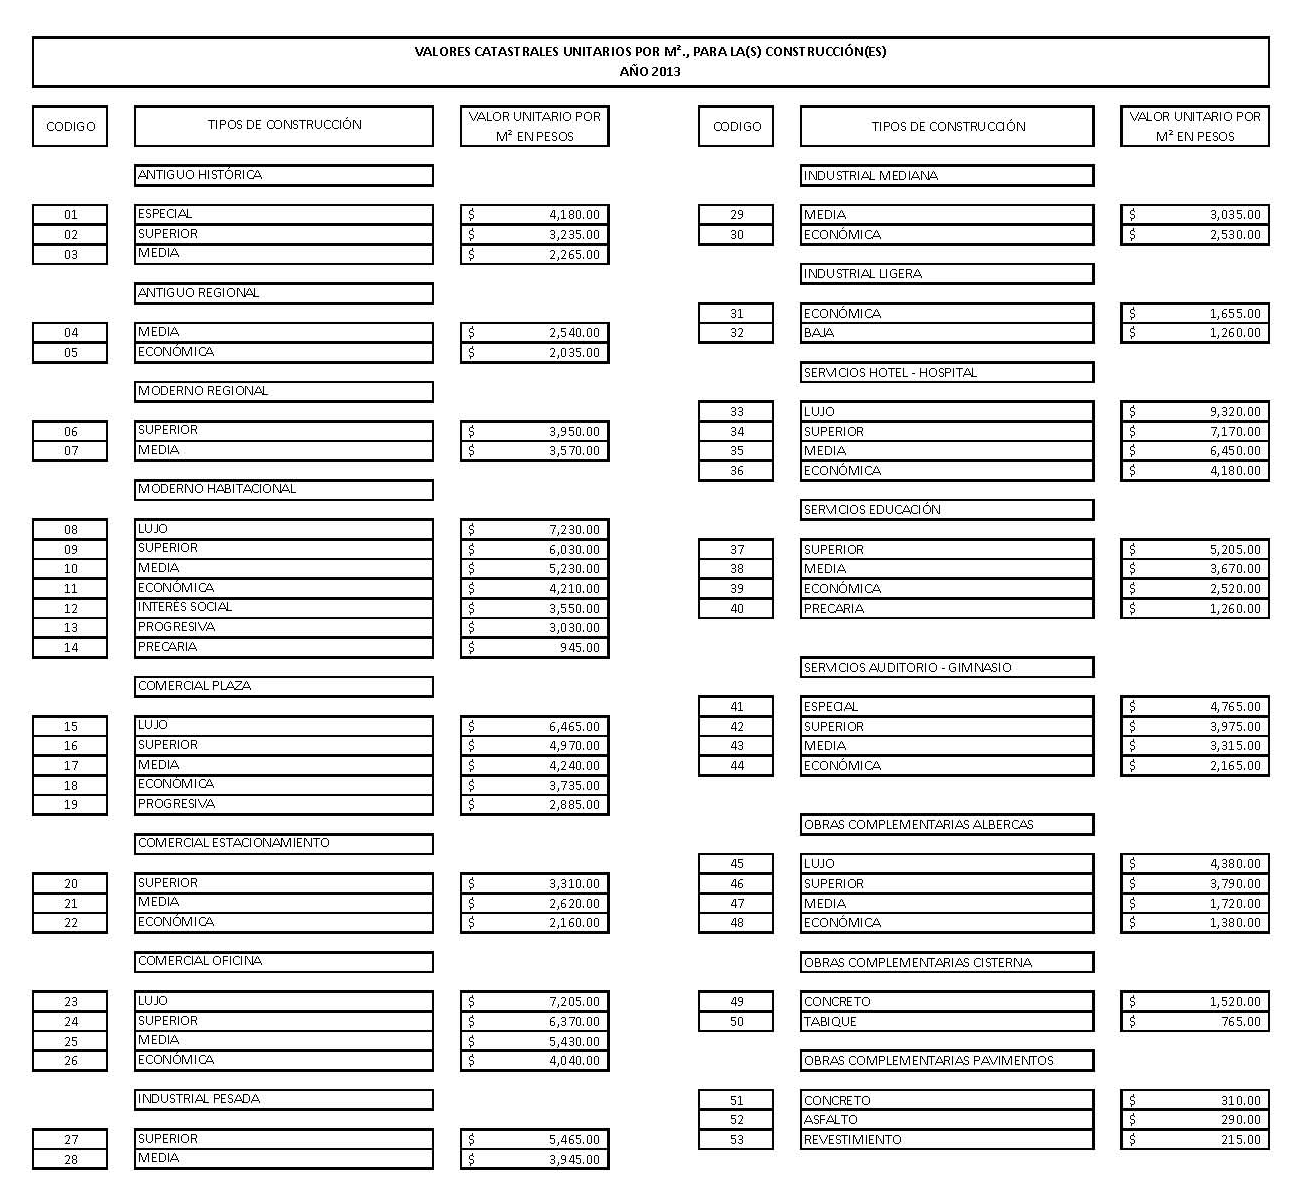 VALORES CATASTRALES UNITARIOS POR M²., PARA LA(S) CONSTRUCCIÓN(ES)
AÑO 2013
CODIGO TIPOS DE CONSTRUCCIÓN VALOR UNITARIO POR M² EN PESOS
ANTIGUO HISTÓRICA
01 ESPECIAL $ 4,180.00
02 SUPERIOR $ 3,235.00
03 MEDIA $ 2,265.00
ANTIGUO REGIONAL
04 MEDIA $ 2,540.00
05 ECONÓMICA $ 2,035.00
MODERNO REGIONAL
06 SUPERIOR $ 3,950.00
07 MEDIA $ 3,570.00
MODERNO HABITACIONAL
08 LUJO $ 7,230.00
09 SUPERIOR $ 6,030.00
10 MEDIA $ 5,230.00
11 ECONÓMICA $ 4,210.00
12 INTERÉS SOCIAL $ 3,550.00
13 PROGRESIVA $ 3,030.00
14 PRECARIA $ 945.00
COMERCIAL PLAZA
15 LUJO $ 6,465.00
16 SUPERIOR $ 4,970.00
17 MEDIA $ 4,240.00
18 ECONÓMICA $ 3,735.00
19 PROGRESIVA $ 2,885.00
COMERCIAL ESTACIONAMIENTO
20 SUPERIOR $ 3,310.00
21 MEDIA $ 2,620.00
22 ECONÓMICA $ 2,160.00
COMERCIAL OFICINA
23 LUJO $ 7,205.00
24 SUPERIOR $ 6,370.00
25 MEDIA $ 5,430.00
26 ECONÓMICA $ 4,040.00
INDUSTRIAL PESADA
27 SUPERIOR $ 5,465.00
28 MEDIA $ 3,945.00
CODIGO TIPOS DE CONSTRUCCIÓN VALOR UNITARIO POR M² EN PESOS
INDUSTRIAL MEDIANA
29 MEDIA $ 3,035.00
30 ECONÓMICA $ 2,530.00
INDUSTRIAL LIGERA
31 ECONÓMICA $ 1,655.00
32 BAJA $ 1,260.00
SERVICIOS HOTEL - HOSPITAL
33 LUJO $ 9,320.00
34 SUPERIOR $ 7,170.00
35 MEDIA $ 6,450.00
36 ECONÓMICA $ 4,180.00
SERVICIOS EDUCACIÓN
37 SUPERIOR $ 5,205.00
38 MEDIA $ 3,670.00
39 ECONÓMICA $ 2,520.00
40 PRECARIA $ 1,260.00
SERVICIOS AUDITORIO - GIMNASIO
41 ESPECIAL $ 4,765.00
42 SUPERIOR $ 3,975.00
43 MEDIA $ 3,315.00
44 ECONÓMICA $ 2,165.00
OBRAS COMPLEMENTARIAS ALBERCAS
45 LUJO $ 4,380.00
46 SUPERIOR $ 3,790.00
47 MEDIA $ 1,720.00
48 ECONÓMICA $ 1,380.00
OBRAS COMPLEMENTARIAS CISTERNA
49 CONCRETO $ 1,520.00
50 TABIQUE $ 765.00
OBRAS COMPLEMENTARIAS PAVIMENTOS
51 CONCRETO $ 310.00
52 ASFALTO $ 290.00
53 REVESTIMIENTO $ 215.00